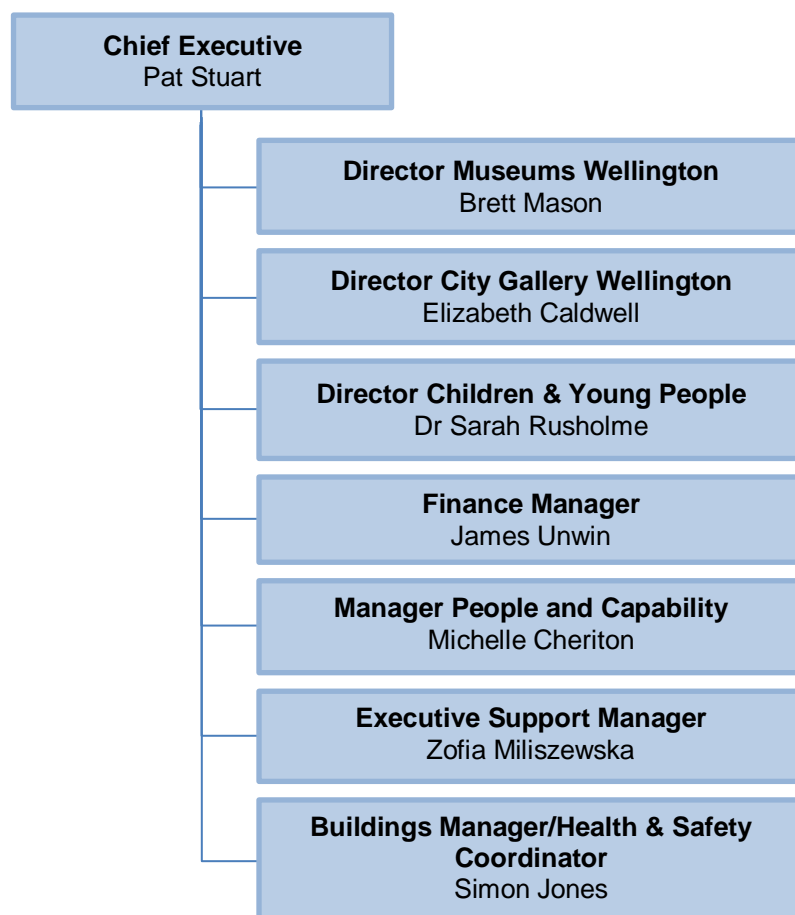 Chief Executive
Pat Stuart
Director Museums Wellington
Brett Mason
Director City Gallery Wellington
Elizabeth Caldwell
Director Children & Young People
Dr Sarah Rusholme
Finance Manager
James Unwin
Manager People and Capability
Michelle Cheriton
Executive Support Manager
Zofia Miliszewska
Buildings Manager/Health & Safety
Coordinator
Simon Jones